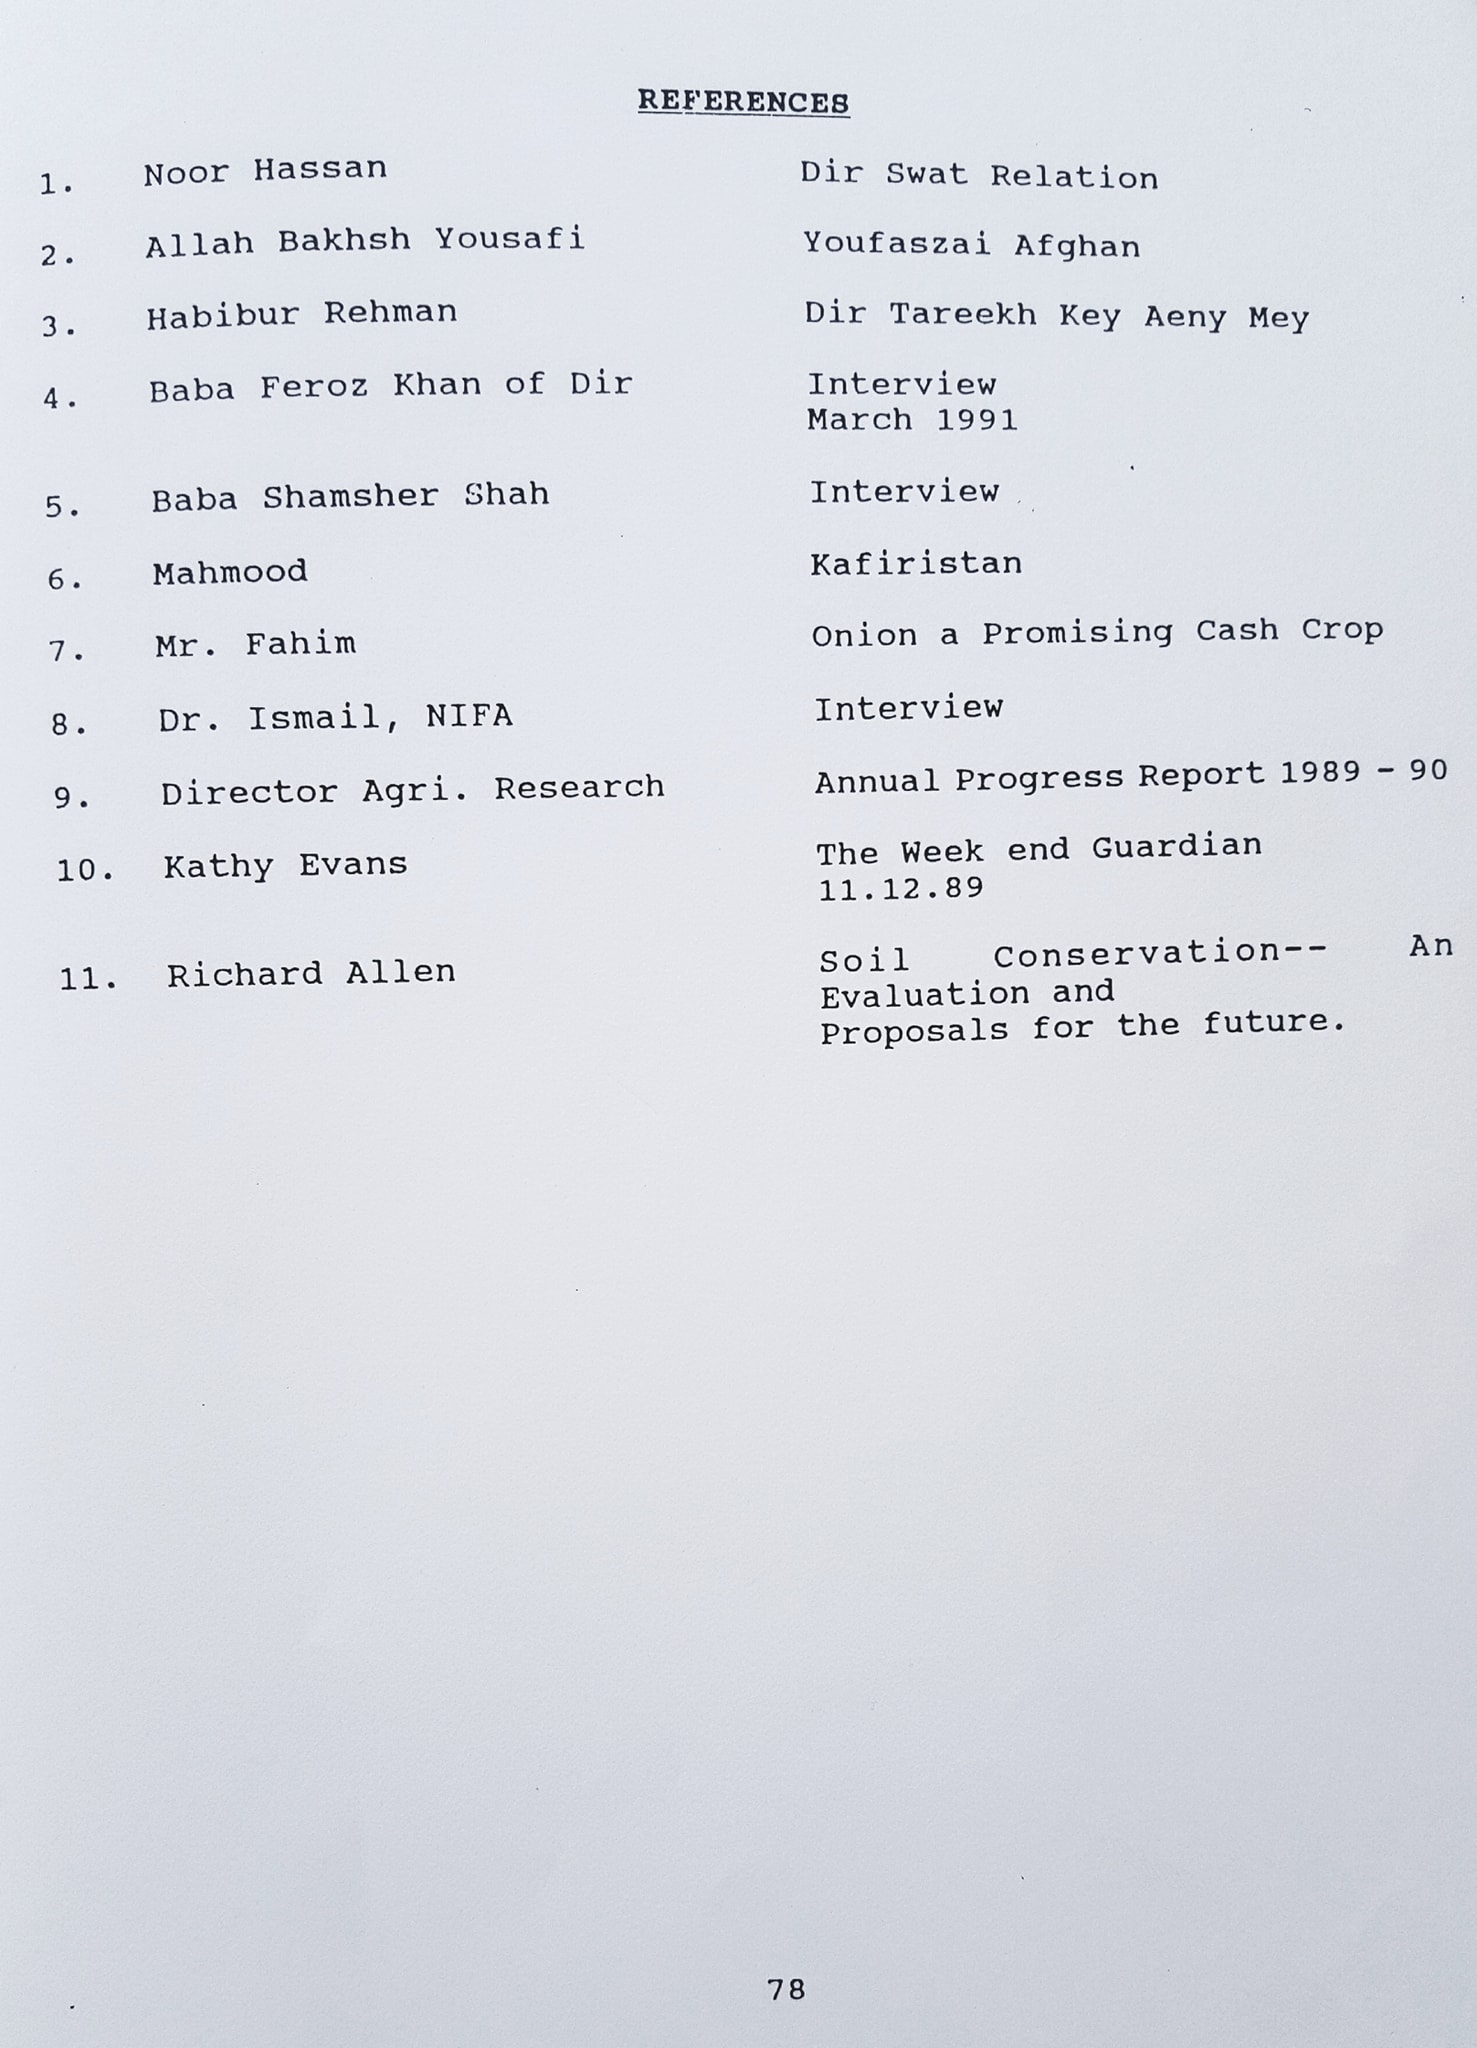 REFERENCES
1. Noor Hassan Dir Swat Relation
2. Allah Bakhsh Yousafi Youfaszai Afghan
3. Habibur Rehman Dir Tareekh Key Aeny Mey
4. Baba Feroz Khan of Dir Interview
March 1991
5. Baba Shamsher Shah Interview
6. Mahmood Kafiristan
7. Mr. Fahim Onion a Promising Cash Crop
8. Dr. Ismail, NIFA Interview
9. Director Agri. Research Annual Progress Report 1989 - 90
10. Kathy Evans The Week end Guardian
11.12.89
11. Richard Allen Soil Conservation-- An
Evaluation and
Proposals for the future.
78